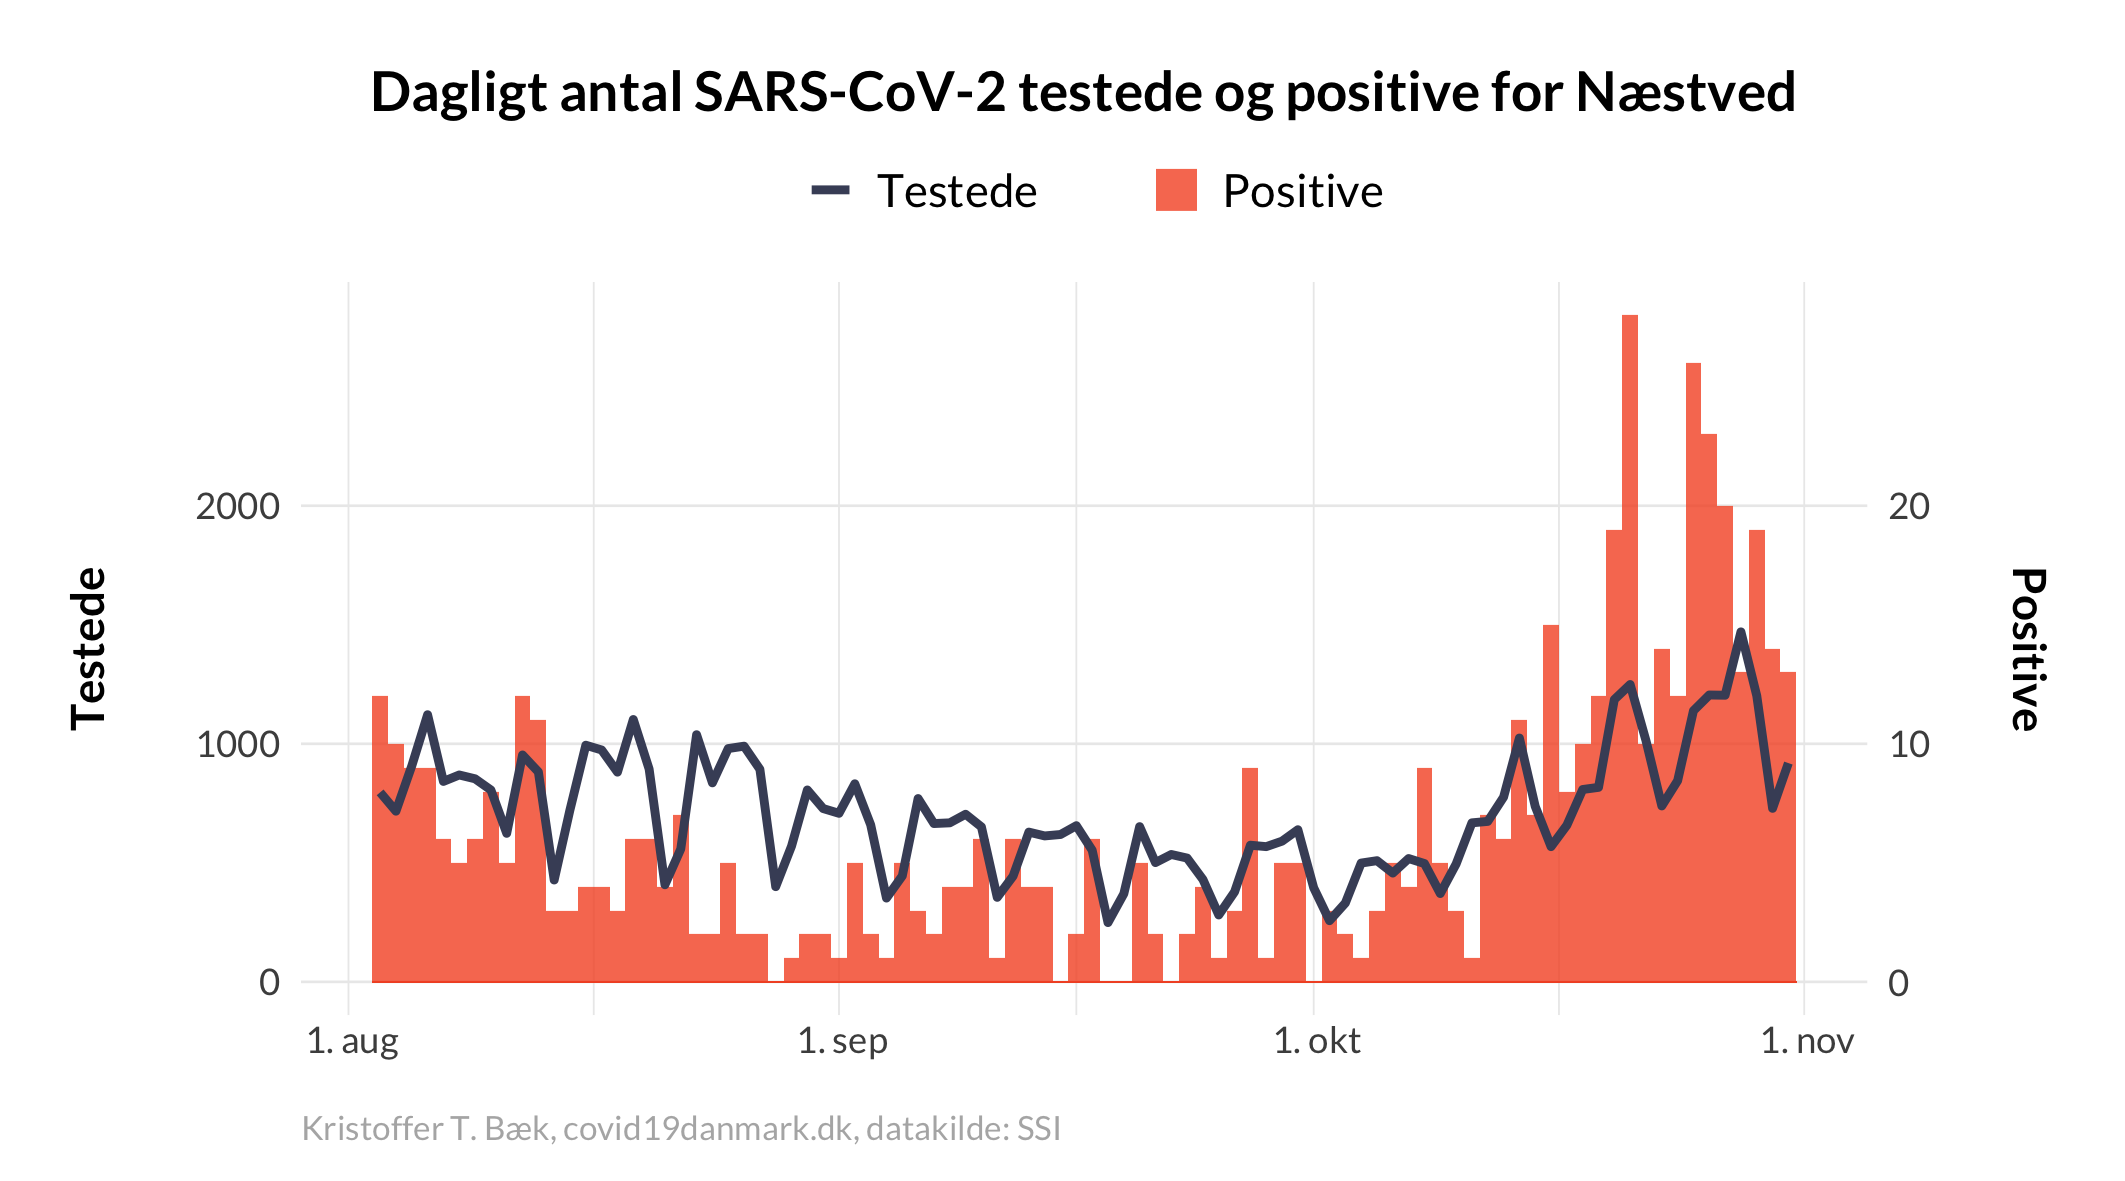 Dagligt antal SARS-CoV-2 testede og positive for Næstved
Testede
Positive
Testede
2000
1000
0
20
10
0
Positive
1. aug
1. sep
1. okt
1. nov
Kristoffer T. Bæk, covid19danmark.dk, datakilde: SSI